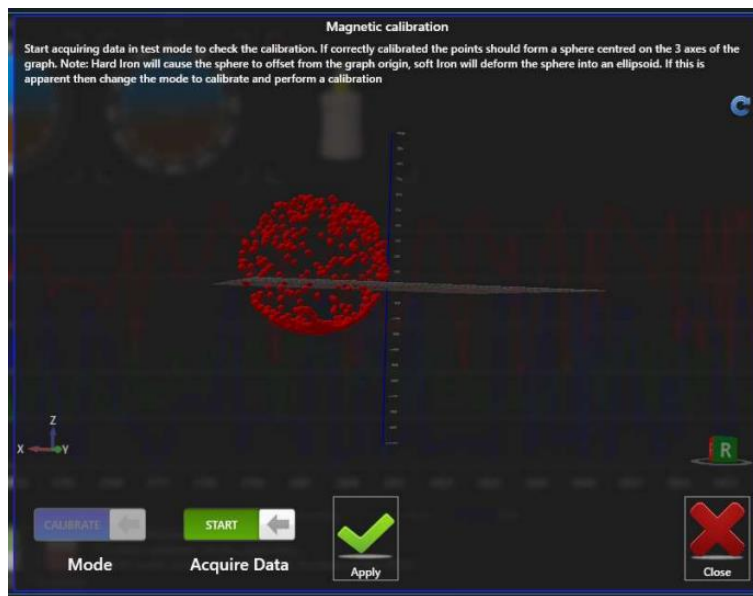 Magnetic calibration
Start acquiring data in test mode to check the calibration. If correctly calibrated the points should form a sphere centred on the 3 axes of the
graph. Note: Hard Iron will cause the sphere to offset from the graph origin, soft Iron will deform the sphere into an ellipsoid. If this is
apparent then change the mode to calibrate and perform a calibration
Z
X Y
R
CALIBRATE START
Mode Acquire Data Apply Close